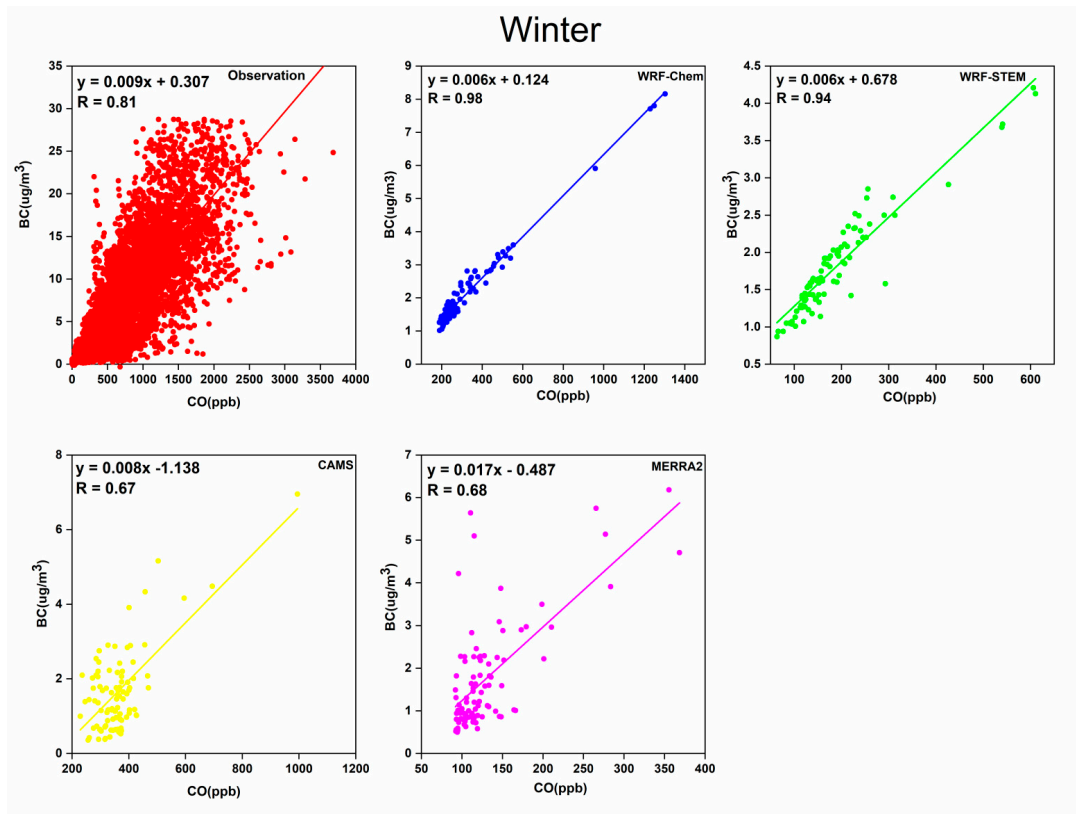 Winter
y = 0.009x + 0.307
R = 0.81
Observation
35
30
25
20
15
10
5
0
BC(ug/m3)
0 500 1000 1500 2000 2500 3000 3500 4000
CO(ppb)
y = 0.006x + 0.124
R = 0.98
WRF-Chem
9
8
7
6
5
4
3
2
1
0
BC(ug/m3)
200 400 600 800 1000 1200 1400
CO(ppb)
y = 0.006x + 0.678
R = 0.94
WRF-STEM
4.5
4.0
3.5
3.0
2.5
2.0
1.5
1.0
0.5
BC(ug/m3)
100 200 300 400 500 600
CO(ppb)
y = 0.008x -1.138
R = 0.67
CAMS
8
6
4
2
0
BC(ug/m3)
200 400 600 800 1000 1200
CO(ppb)
y = 0.017x - 0.487
R = 0.68
MERRA2
7
6
5
4
3
2
1
0
BC(ug/m3)
50 100 150 200 250 300 350 400
CO(ppb)